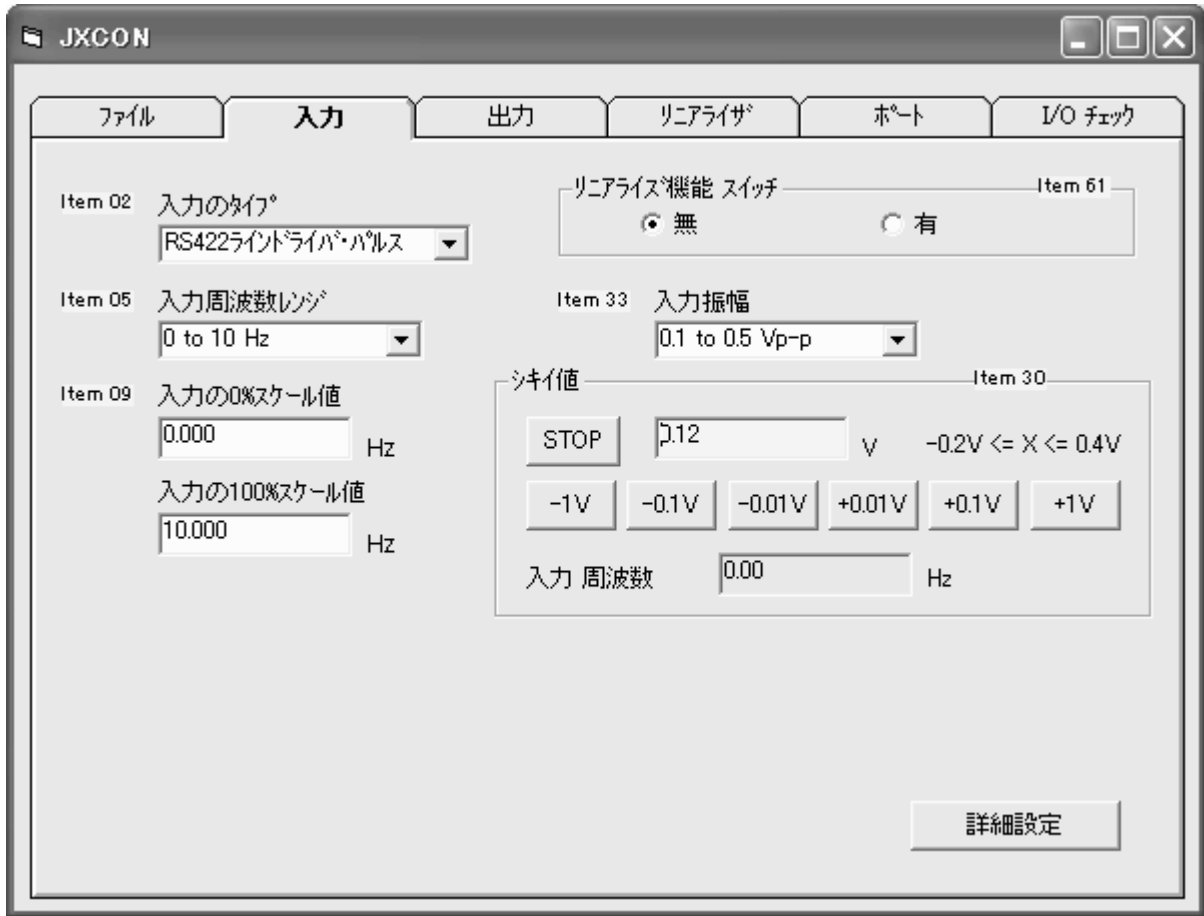 JXCON
ﾌｧｲﾙ 入力 出力 ﾘﾆｱﾗｲｻﾞ ﾎﾟｰﾄ I/O ﾁｪｯｸ
Item 02 入力のﾀｲﾌﾟ
RS422ﾗｲﾝﾄﾞﾗｲﾊﾞ･ﾊﾟﾙｽ
ﾘﾆｱﾗｲｽﾞ機能 ｽｲｯﾁ Item 61
無 有
Item 05 入力周波数ﾚﾝｼﾞ
0 to 10 Hz
Item 33 入力振幅
0.1 to 0.5 Vp-p
Item 09 入力の0%ｽｹｰﾙ値
0.000 Hz
入力の100%ｽｹｰﾙ値
10.000 Hz
ｼｷｲ値 Item 30
STOP 0.12 V -0.2V <= X <= 0.4V
-1V -0.1V -0.01V +0.01V +0.1V +1V
入力 周波数 0.00 Hz
詳細設定